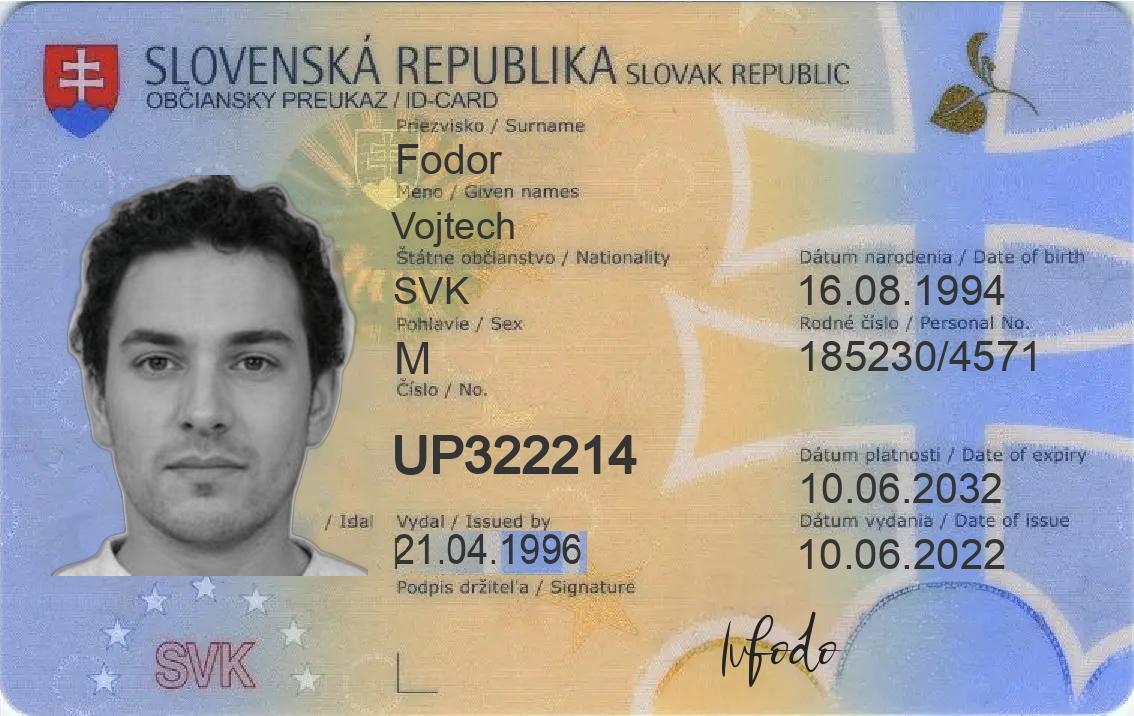 SLOVENSKÁ REPUBLIKA SLOVAK REPUBLIC
OBČIANSKY PREUKAZ / ID-CARD
Priezvisko / Surname
Fodor
Meno / Given names
Vojtech
Štátne občianstvo / Nationality
SVK
Dátum narodenia / Date of birth
16.08.1994
Pohlavie / Sex
M
Rodné číslo / Personal No.
185230/4571
Číslo / No.
UP322214
Dátum platnosti / Date of expiry
10.06.2032
Vydal / Issued by
21.04.1996
Dátum vydania / Date of issue
10.06.2022
Podpis držiteľa / Signature
SVK